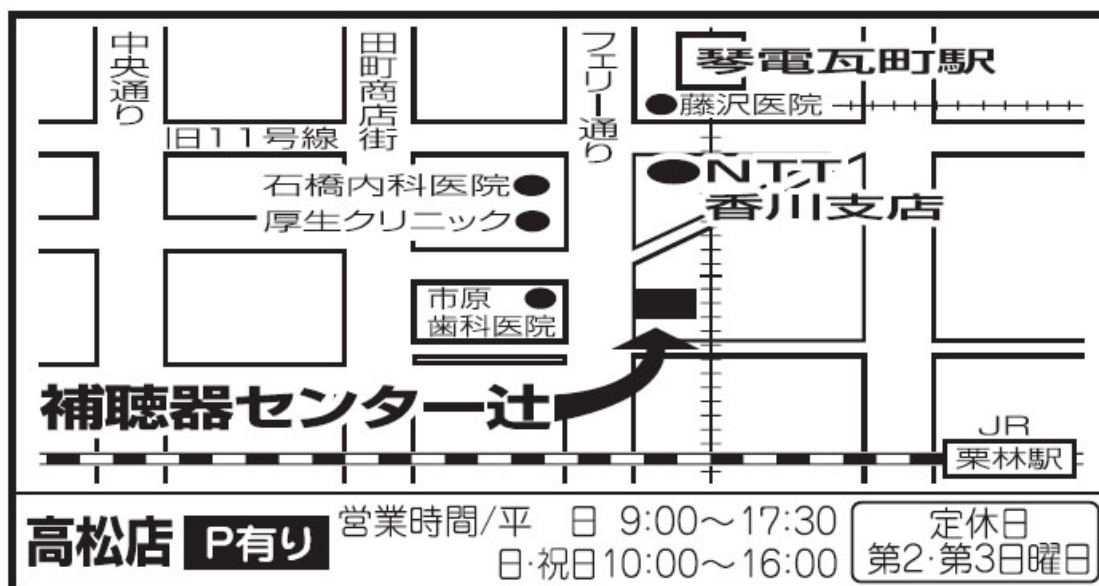 中央通り
田町商店街
フェリー通り
琴電瓦町駅
藤沢医院
旧11号線
石橋内科医院
厚生クリニック
NTT
香川支店
市原
歯科医院
補聴器センター辻
JR
栗林駅
高松店 P有り
営業時間/平 日 9:00〜17:30
日・祝日10:00〜16:00
定休日
第2・第3日曜日